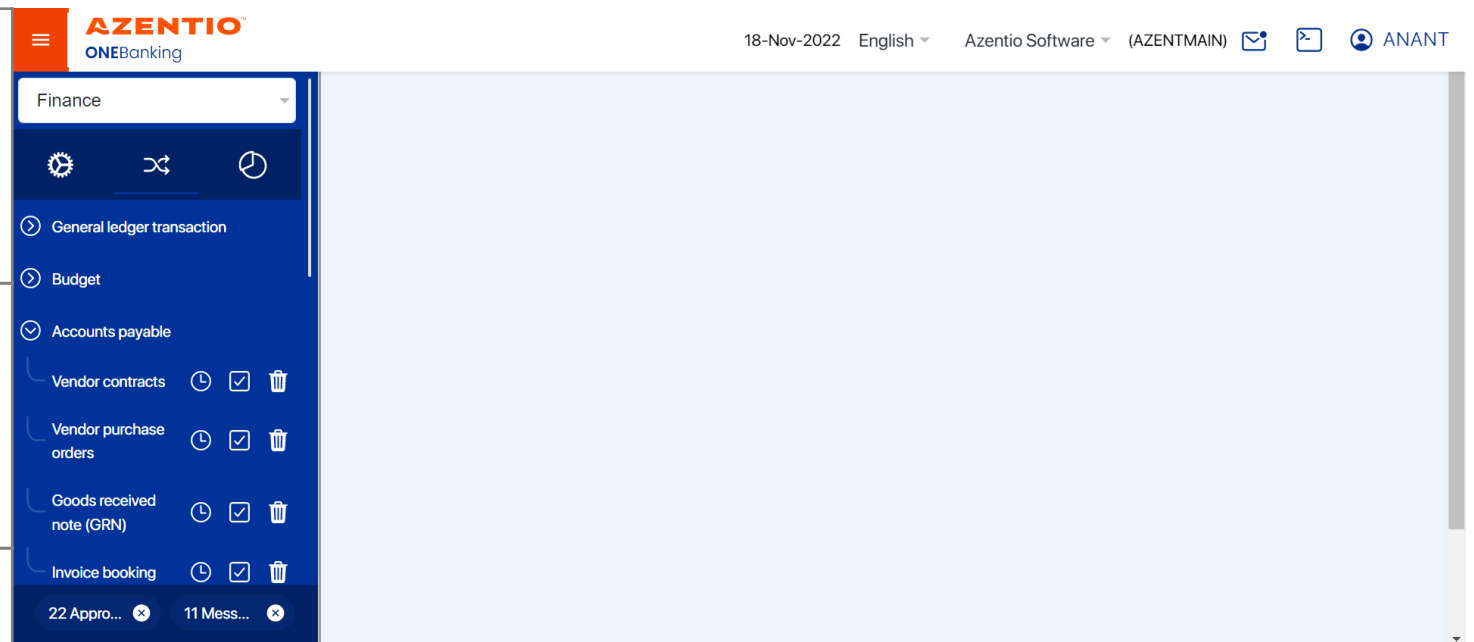 AZENTIO™
ONEBanking
18-Nov-2022 English Azentio Software (AZENTMAIN) ANANT
Finance
General ledger transaction
Budget
Accounts payable
Vendor contracts
Vendor purchase
orders
Goods received
note (GRN)
Invoice booking
22 Appro... 11 Mess...